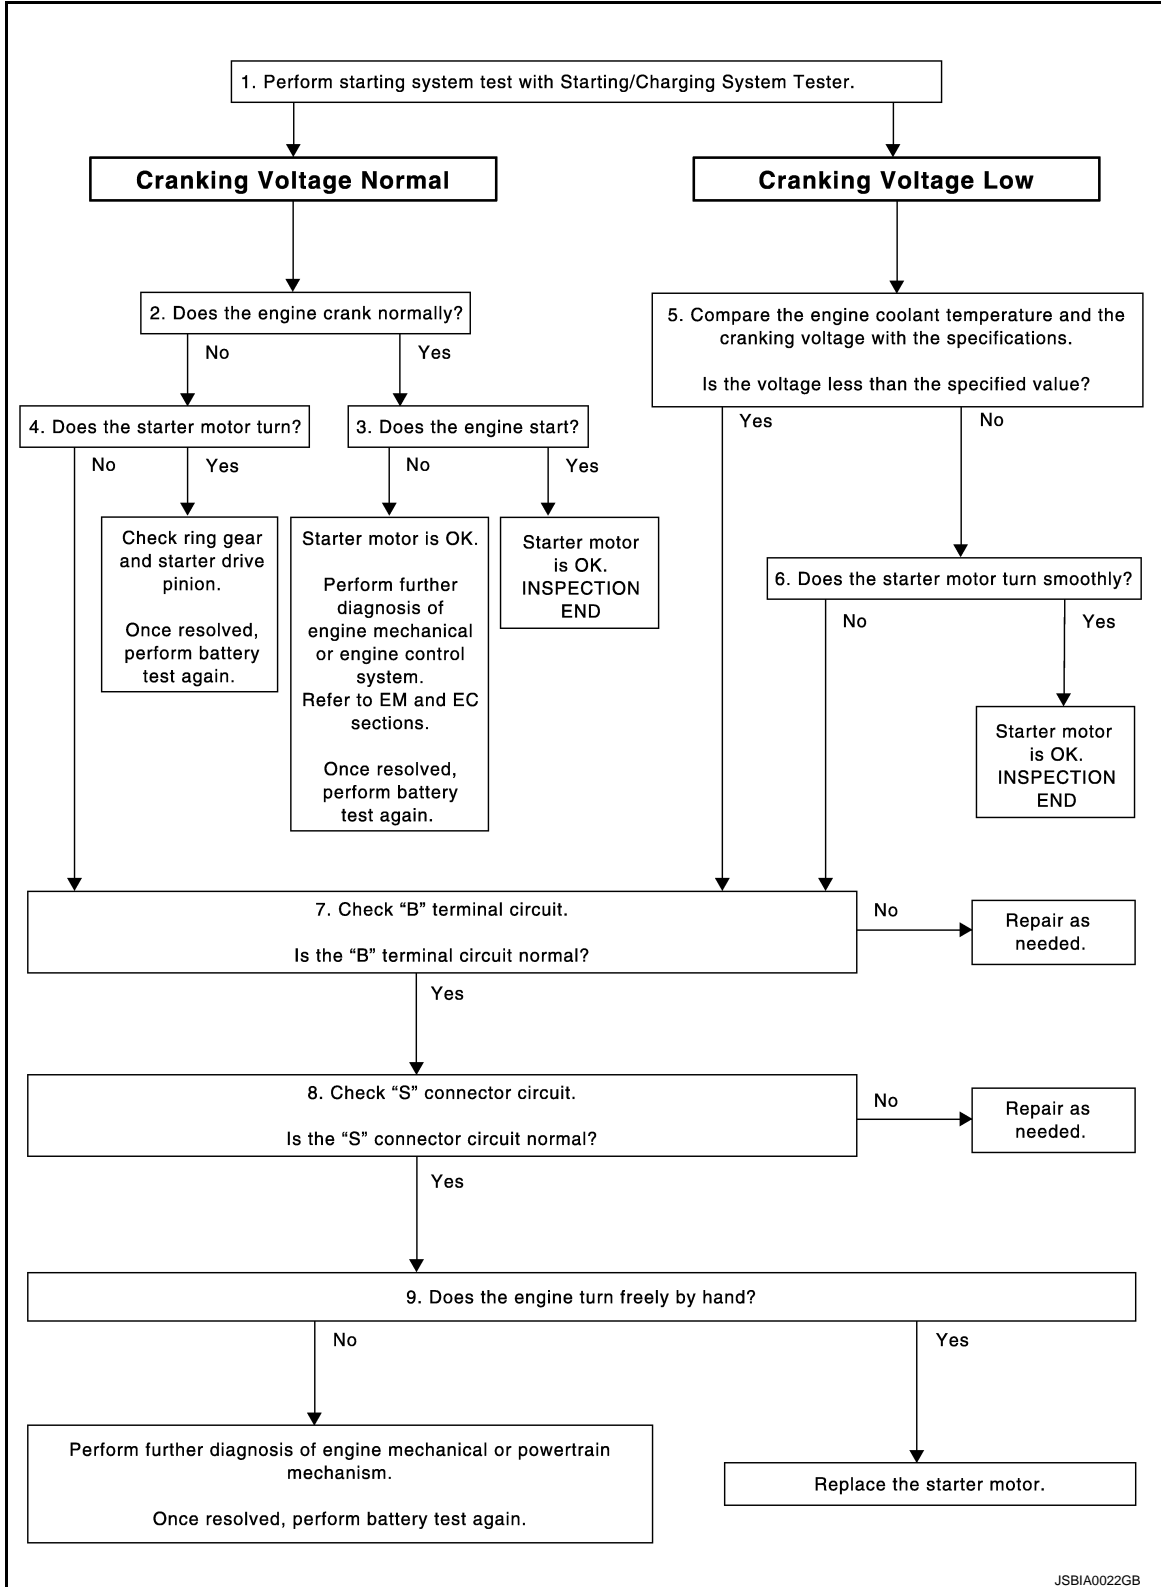 1. Perform starting system test with Starting/Charging System Tester.
Cranking Voltage Normal
Cranking Voltage Low
2. Does the engine crank normally?
No
Yes
4. Does the starter motor turn?
No
Yes
Check ring gear
and starter drive
pinion.
Once resolved,
perform battery
test again.
3. Does the engine start?
No
Yes
Starter motor is OK.
Perform further
diagnosis of
engine mechanical
or engine control
system.
Refer to EM and EC
sections.
Once resolved,
perform battery
test again.
Starter motor
is OK.
INSPECTION
END
5. Compare the engine coolant temperature and the
cranking voltage with the specifications.
Is the voltage less than the specified value?
Yes
No
6. Does the starter motor turn smoothly?
No
Yes
Starter motor
is OK.
INSPECTION
END
7. Check “B” terminal circuit.
Is the “B” terminal circuit normal?
No
Repair as
needed.
Yes
8. Check “S” connector circuit.
Is the “S” connector circuit normal?
No
Repair as
needed.
Yes
9. Does the engine turn freely by hand?
No
Yes
Perform further diagnosis of engine mechanical or powertrain
mechanism.
Once resolved, perform battery test again.
Replace the starter motor.
JSBIA0022GB